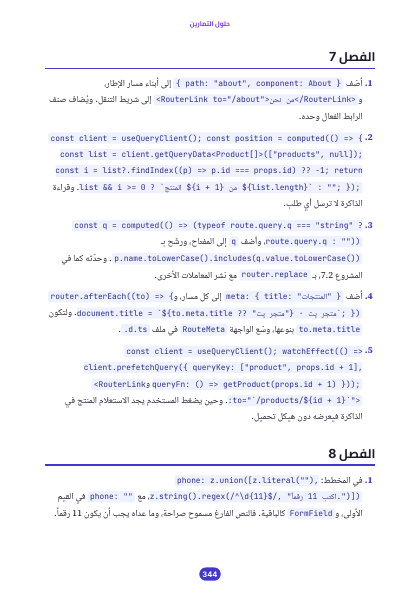 حلول التمارين
الفصل 7
1. أضف { path: "about", component: About } إلى أبناء مسار الإطار،
و <RouterLink to="/about">من نحن</RouterLink> إلى شريط التنقل. ويُضاف صنف
الرابط الفعال وحده.
2. const client = useQueryClient(); const position = computed(() => {
const list = client.getQueryData<Product[]>(["products", null]);
const i = list?.findIndex((p) => p.id === props.id) ?? -1; return
list && i >= 0 ? `المنتج ${i + 1} من ${list.length}` : ""; });. وقراءة
الذاكرة لا ترسل أي طلب.
3. const q = computed(() => (typeof route.query.q === "string" ?
route.query.q : ""))، وأضف q إلى المفتاح، ورشّح بـ
p.name.toLowerCase().includes(q.value.toLowerCase()). وحدّثه كما في
المشروع 7.2، بـ router.replace مع نشر المعاملات الأخرى.
4. أضف meta: { title: "المنتجات" } إلى كل مسار، و router.afterEach((to) => {
document.title = `${to.meta.title ?? "متجر بت"} · متجر بت`; }). ولتكون
to.meta.title بنوعها، وسّع الواجهة RouteMeta في ملف .d.ts.
5. const client = useQueryClient(); watchEffect(() =>
client.prefetchQuery({ queryKey: ["product", props.id + 1],
queryFn: () => getProduct(props.id + 1) })); و<RouterLink
:to="`/products/${id + 1}`">. وحين يضغط المستخدم يجد الاستعلام المنتج في
الذاكرة فيعرضه دون هيكل تحميل.
الفصل 8
1. في المخطط: phone: z.union([z.literal(""),
z.string().regex(/^\d{11}$/, "اكتب 11 رقماً.")])، مع phone: "" في القيم
الأولى، و FormField كالباقية. فالنص الفارغ مسموح صراحة، وما عداه يجب أن يكون 11 رقماً.
344